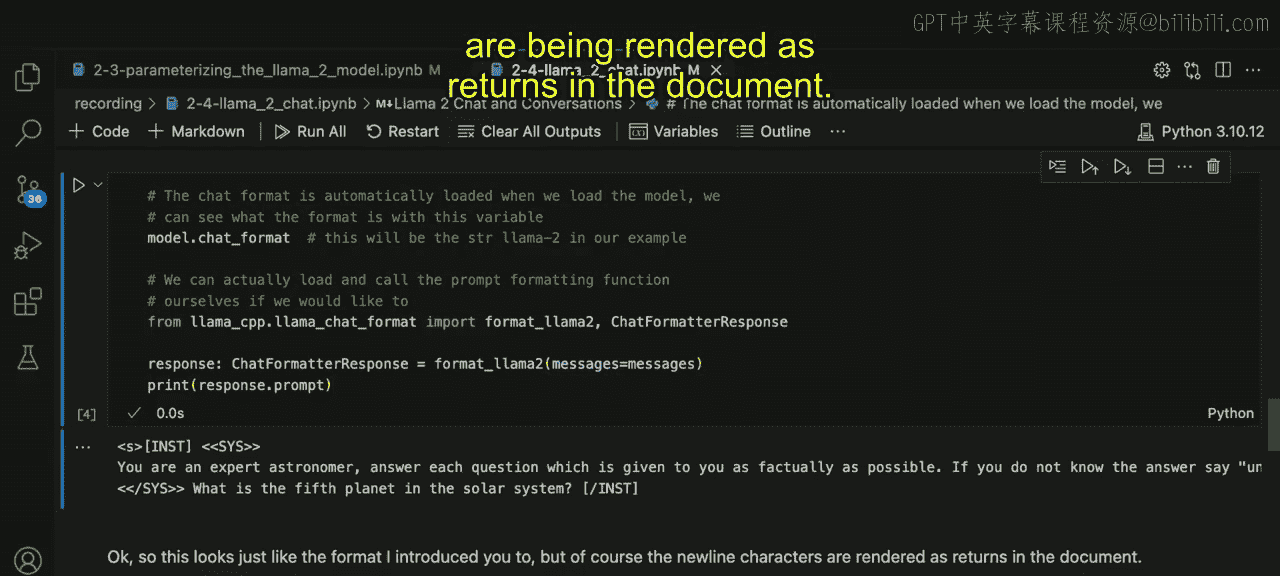 GPT中英字幕课程资源@bilibili.com
are being rendered as
returns in the document.
2-3-parameterizing_the_llama_2_model.ipynb M
2-4-llama_2_chat.ipynb M
recording > 2-4-llama_2_chat.ipynb > M↓Llama 2 Chat and Conversations > # The chat format is automatically loaded when we load the model, we
+ Code + Markdown Run All Restart Clear All Outputs Variables Outline ... Python 3.10.12
36
# The chat format is automatically loaded when we load the model, we
# can see what the format is with this variable
model.chat_format # this will be the str llama-2 in our example
# We can actually load and call the prompt formatting function
# ourselves if we would like to
from llama_cpp.llama_chat_format import format_llama2, ChatFormatterResponse
response: ChatFormatterResponse = format_llama2(messages=messages)
print(response.prompt)
[4] ✓ 0.0s Python
... <s>[INST] <<SYS>>
You are an expert astronomer, answer each question which is given to you as factually as possible. If you do not know the answer say "un
<</SYS>> What is the fifth planet in the solar system? [/INST]
Ok, so this looks just like the format I introduced you to, but of course the newline characters are rendered as returns in the document.